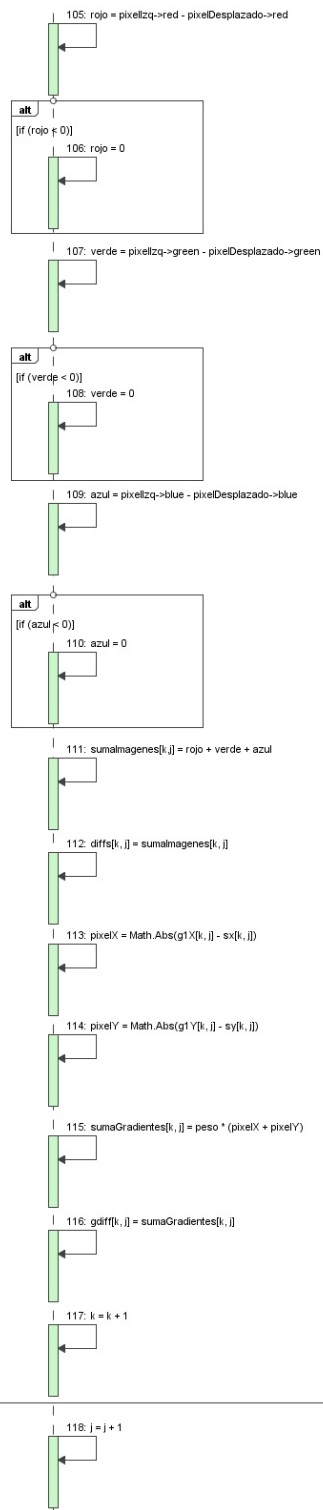 105: rojo = pixelIzq->red - pixelDesplazado->red
alt
[if (rojo < 0)]
106: rojo = 0
107: verde = pixelIzq->green - pixelDesplazado->green
alt
[if (verde < 0)]
108: verde = 0
109: azul = pixelIzq->blue - pixelDesplazado->blue
alt
[if (azul < 0)]
110: azul = 0
111: sumaImagenes[k,j] = rojo + verde + azul
112: diffs[k, j] = sumaImagenes[k, j]
113: pixelX = Math.Abs(g1X[k, j] - sx[k, j])
114: pixelY = Math.Abs(g1Y[k, j] - sy[k, j])
115: sumaGradientes[k, j] = peso * (pixelX + pixelY)
116: gdiff[k, j] = sumaGradientes[k, j]
117: k = k + 1
118: j = j + 1